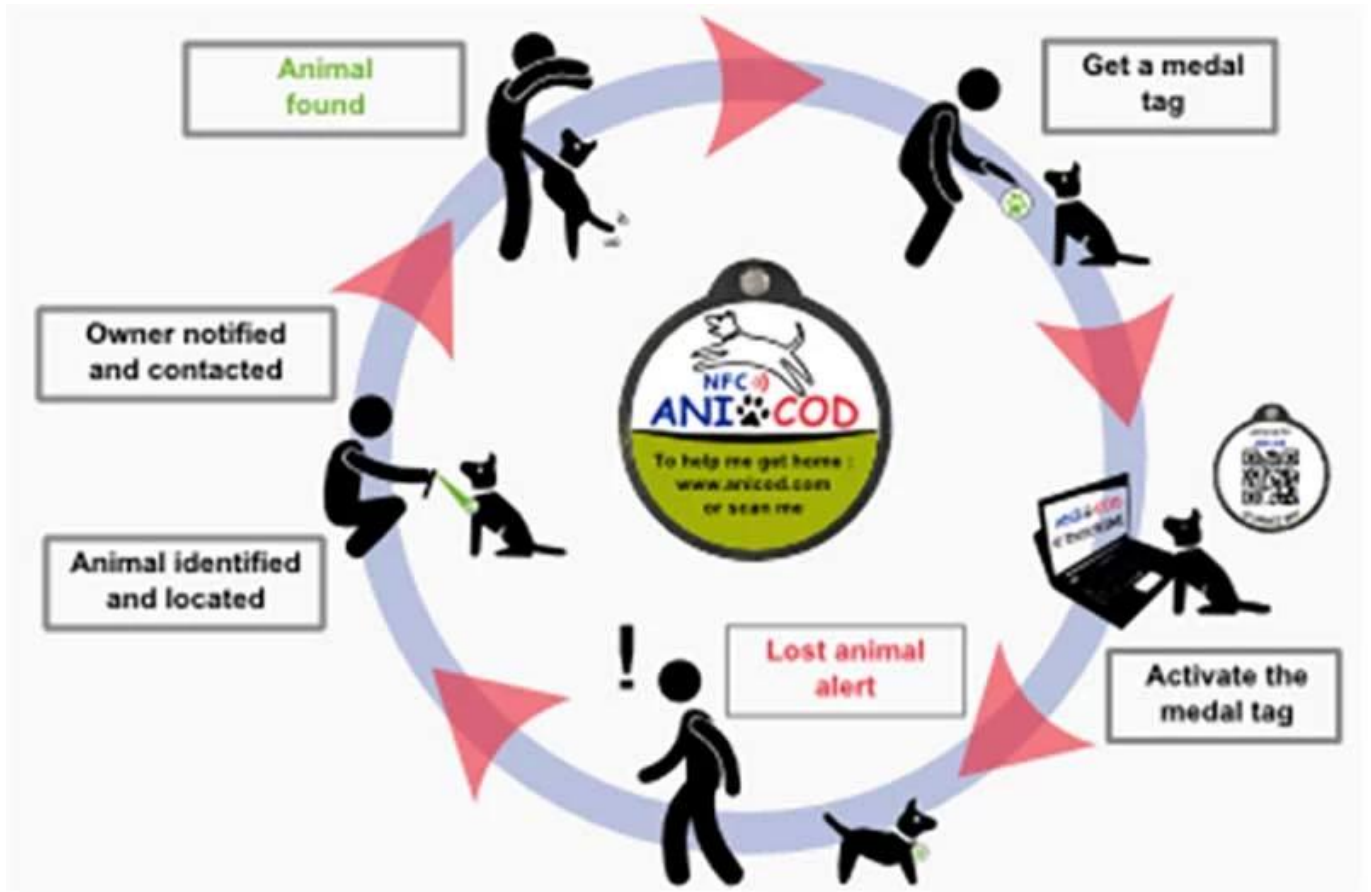 Animal
found
Get a medal
tag
Owner notified
and contacted
NFC
ANI COD
To help me get home :
www.anicod.com
or scan me
Animal identified
and located
Lost animal
alert
!
Activate the
medal tag